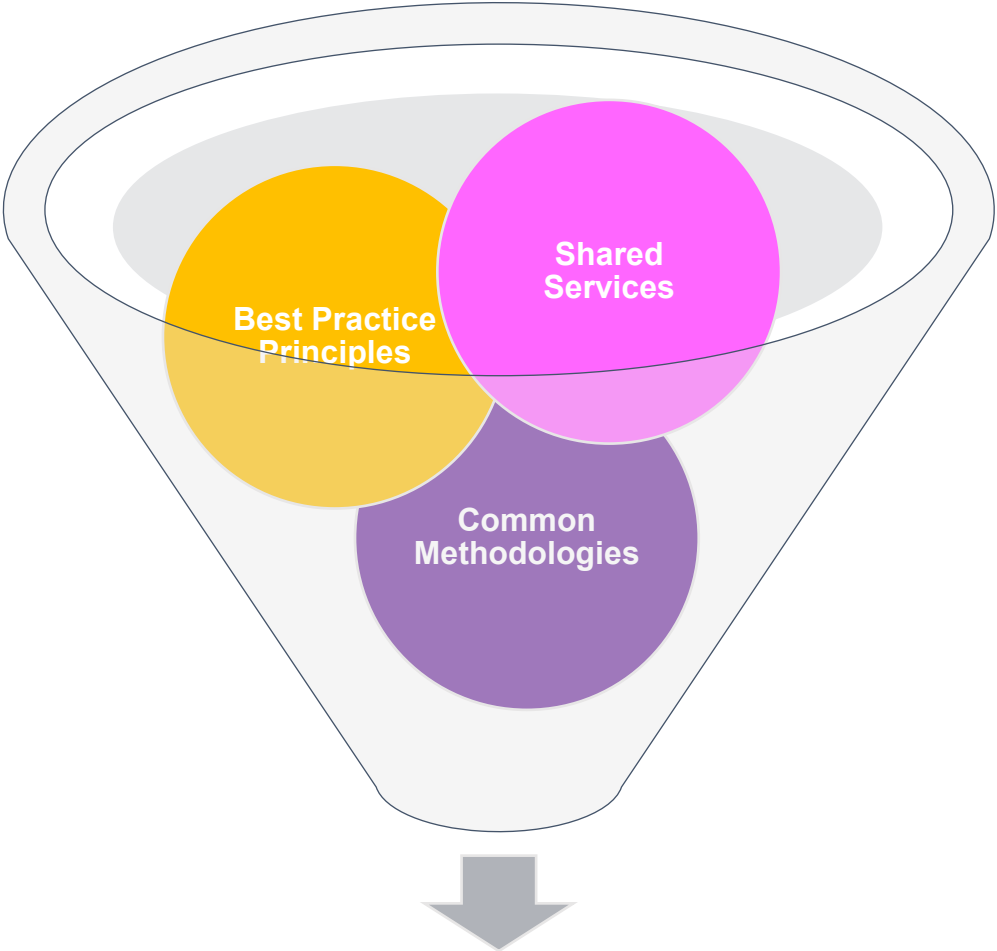 Shared
Services
Best Practice
Principles
Common
Methodologies